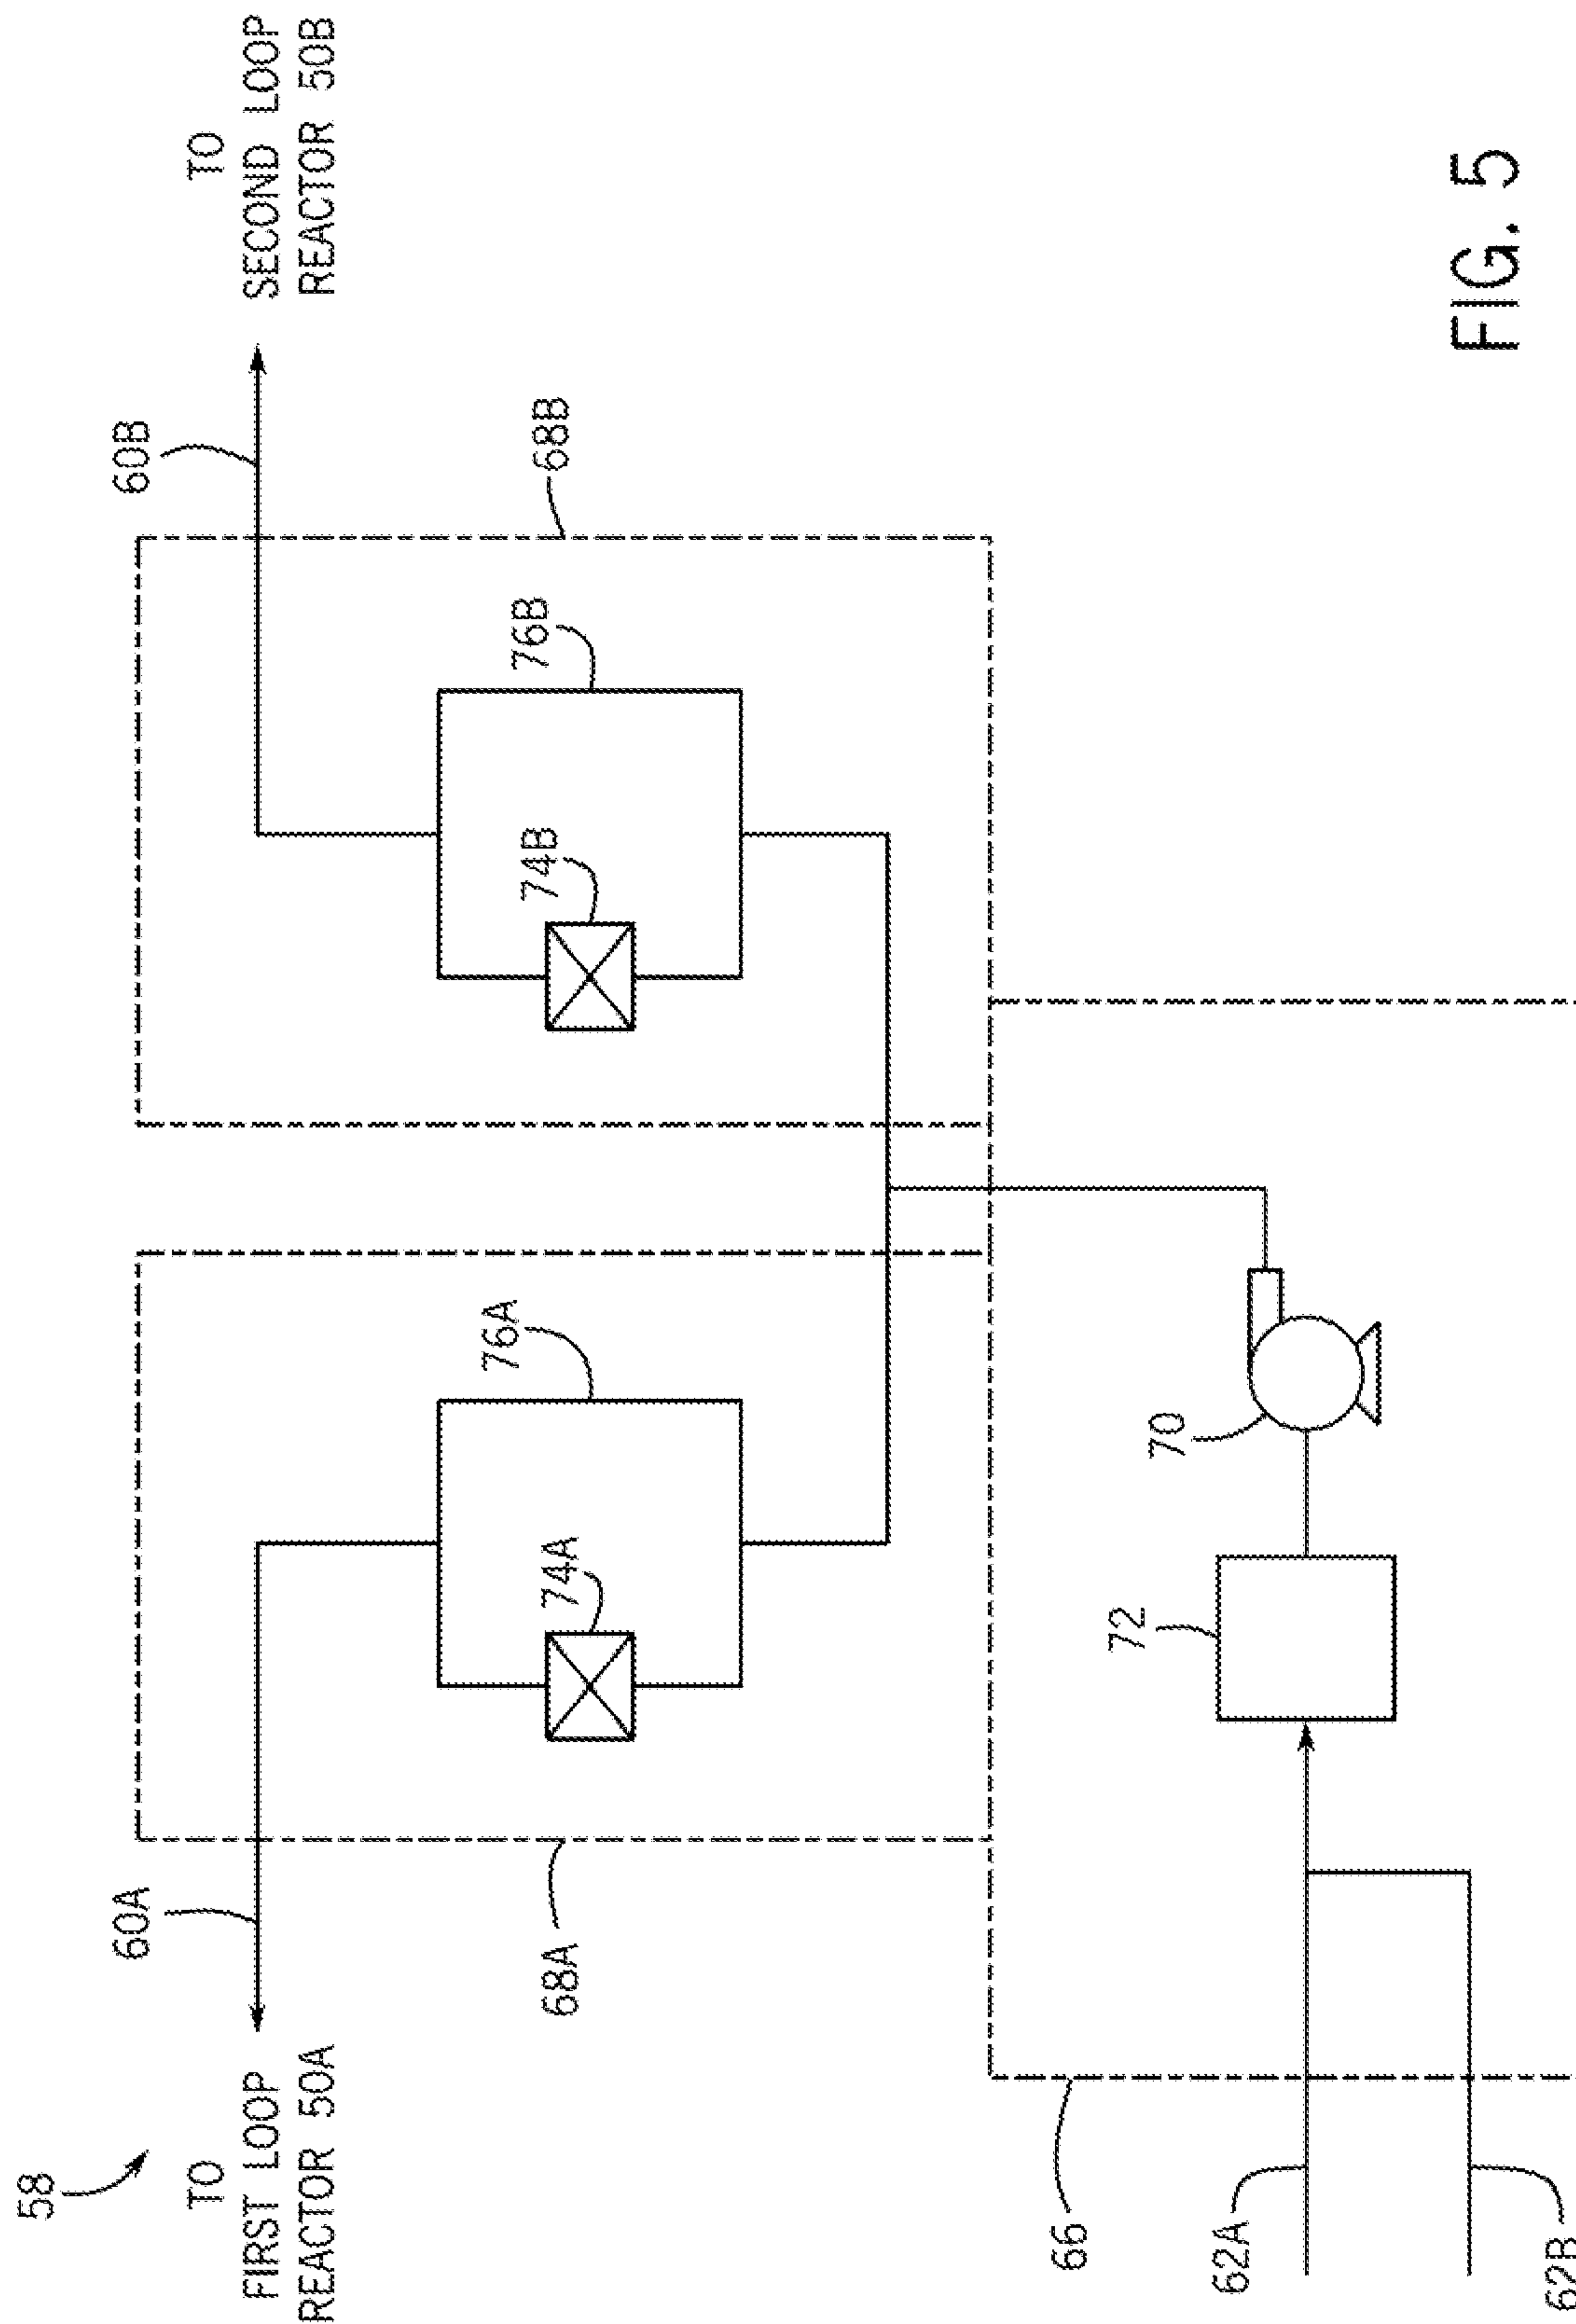 58
TO
FIRST LOOP
REACTOR 50A
60A
60B
TO
SECOND LOOP
REACTOR 50B
68A
74A
76A
74B
76B
68B
66
72
70
62A
62B
FIG. 5